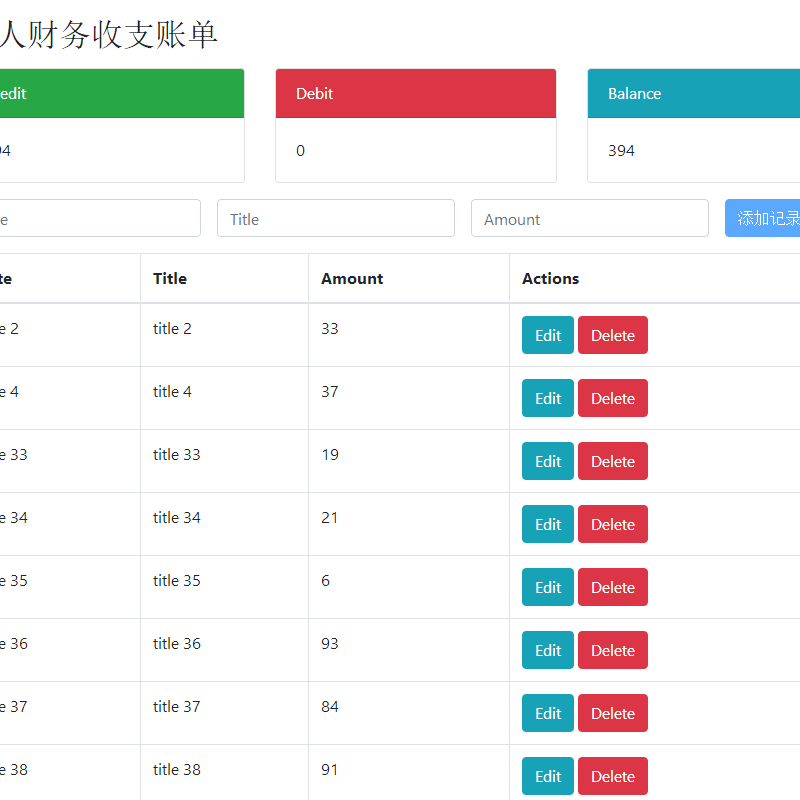 人财务收支账单
edit Debit Balance
94 0 394
e Title Amount 添加记录
te Title Amount Actions
e 2 title 2 33 Edit Delete
e 4 title 4 37 Edit Delete
e 33 title 33 19 Edit Delete
e 34 title 34 21 Edit Delete
e 35 title 35 6 Edit Delete
e 36 title 36 93 Edit Delete
e 37 title 37 84 Edit Delete
e 38 title 38 91 Edit Delete